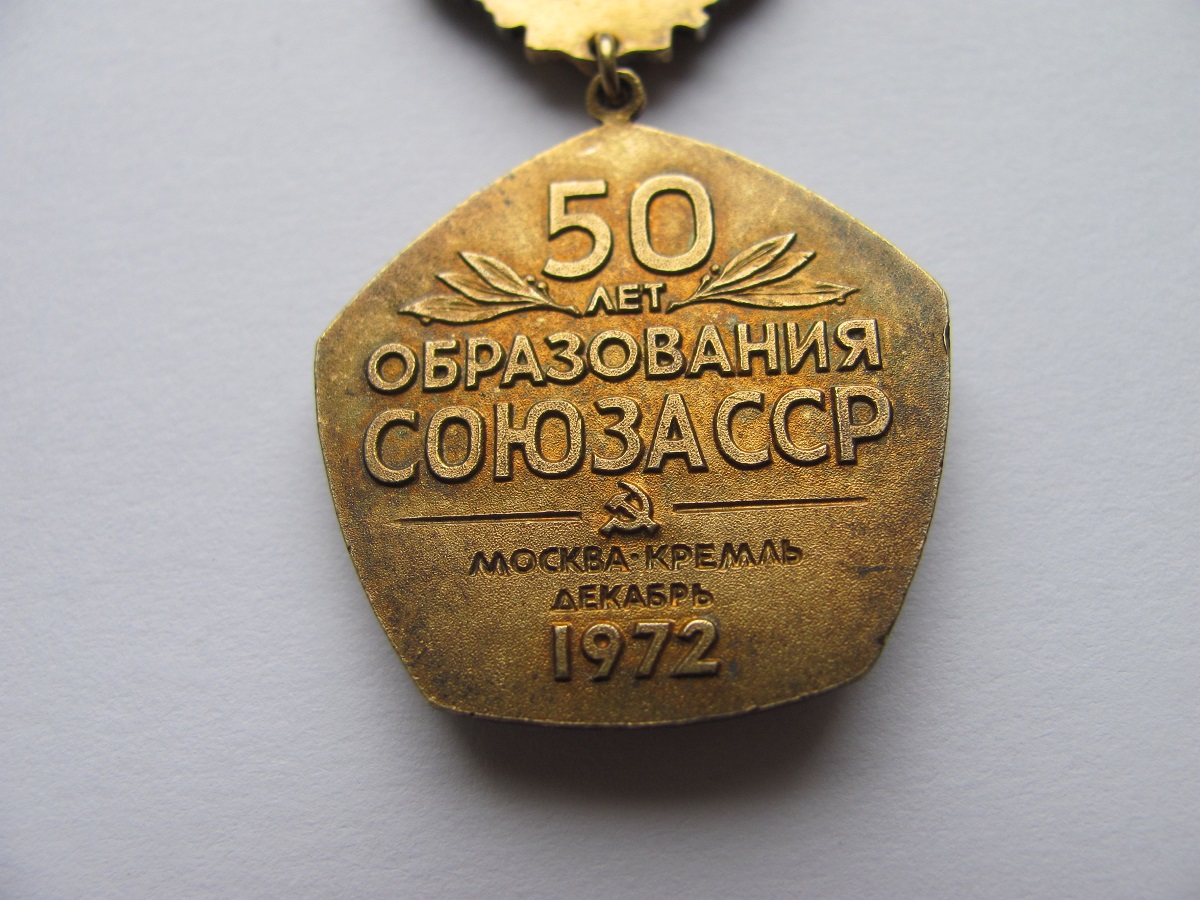 50
ЛЕТ
ОБРАЗОВАНИЯ
СОЮЗА ССР
МОСКВА·КРЕМЛЬ
ДЕКАБРЬ
1972